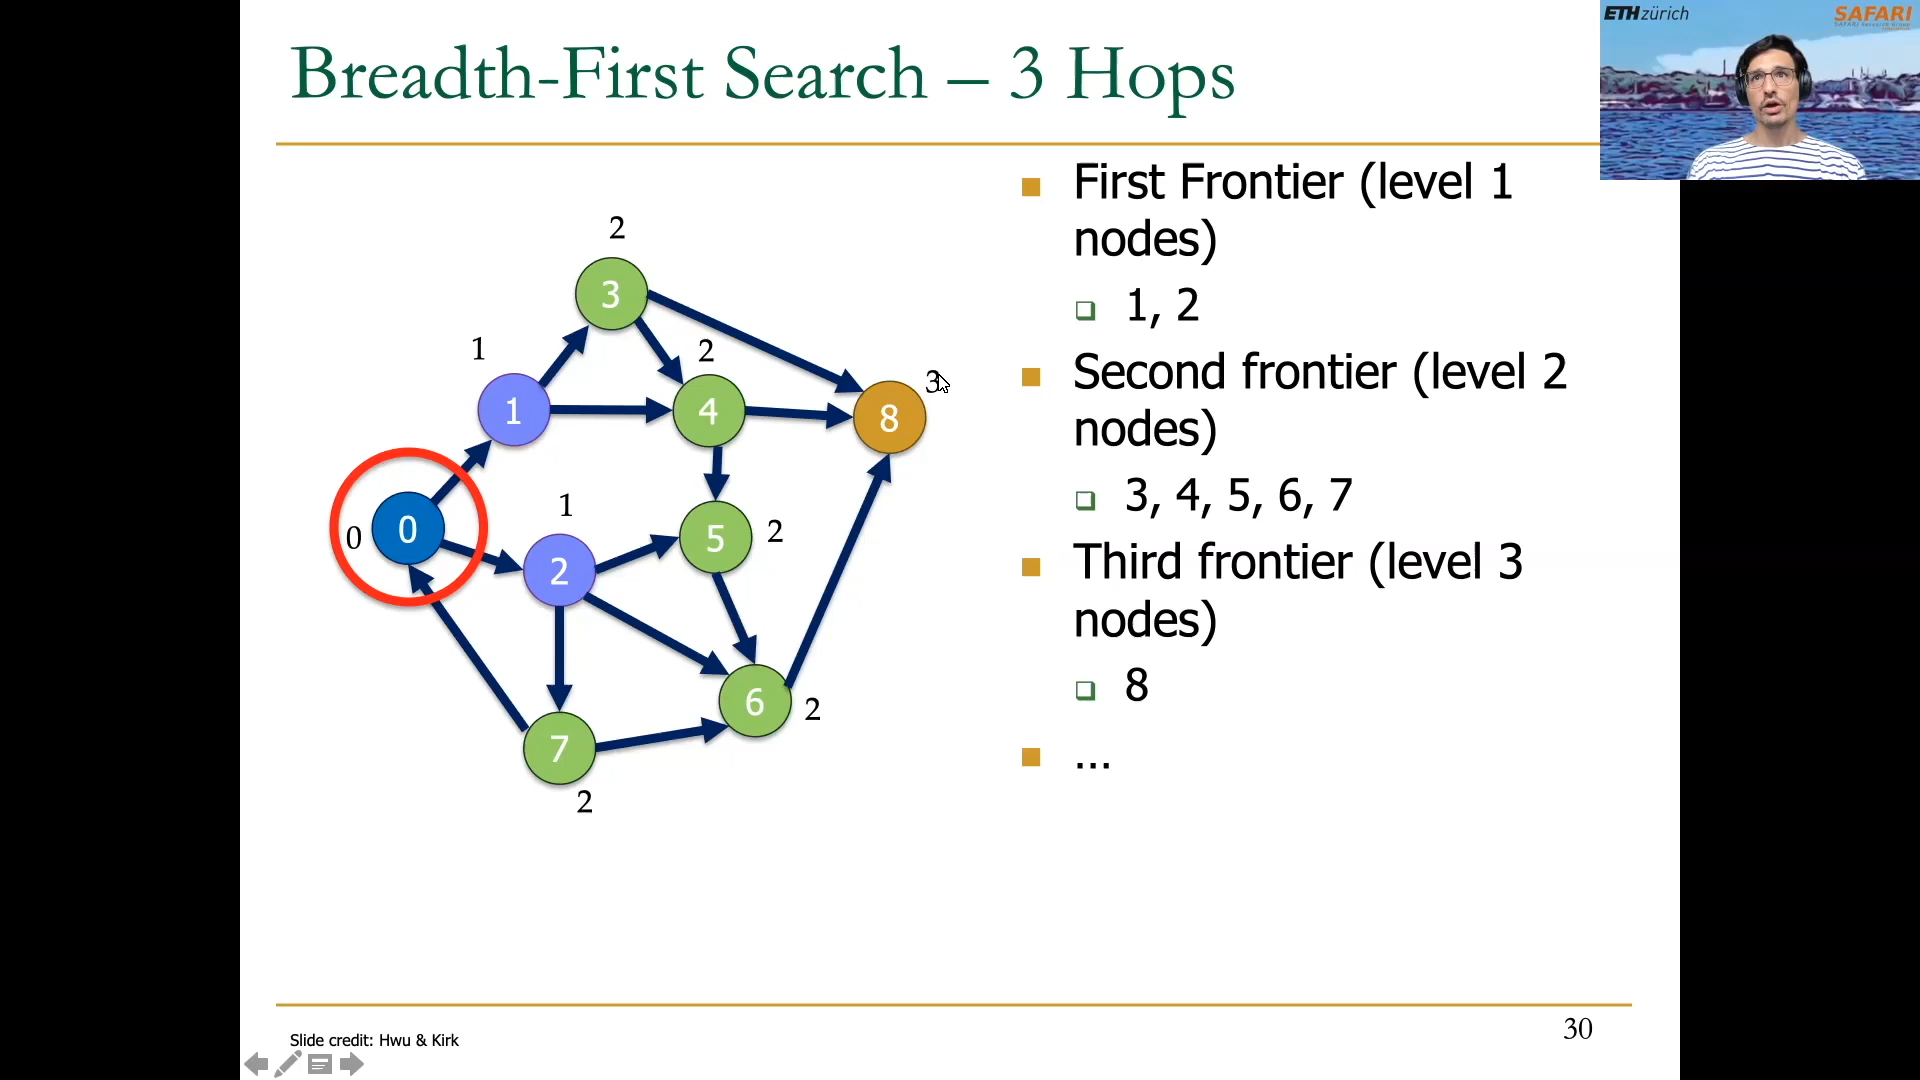 Breadth-First Search – 3 Hops
ETH zürich
SAFARI
2
3
1
2
1
4
8
3
0
0
1
2
5
2
6
2
7
2
First Frontier (level 1
nodes)
1, 2
Second frontier (level 2
nodes)
3, 4, 5, 6, 7
Third frontier (level 3
nodes)
8
...
Slide credit: Hwu & Kirk
30